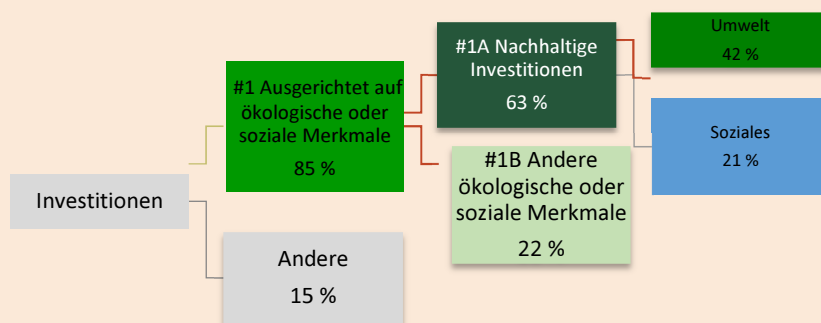 Investitionen
#1 Ausgerichtet auf
ökologische oder
soziale Merkmale
85 %
Andere
15 %
#1A Nachhaltige
Investitionen
63 %
#1B Andere
ökologische oder
soziale Merkmale
22 %
Umwelt
42 %
Soziales
21 %